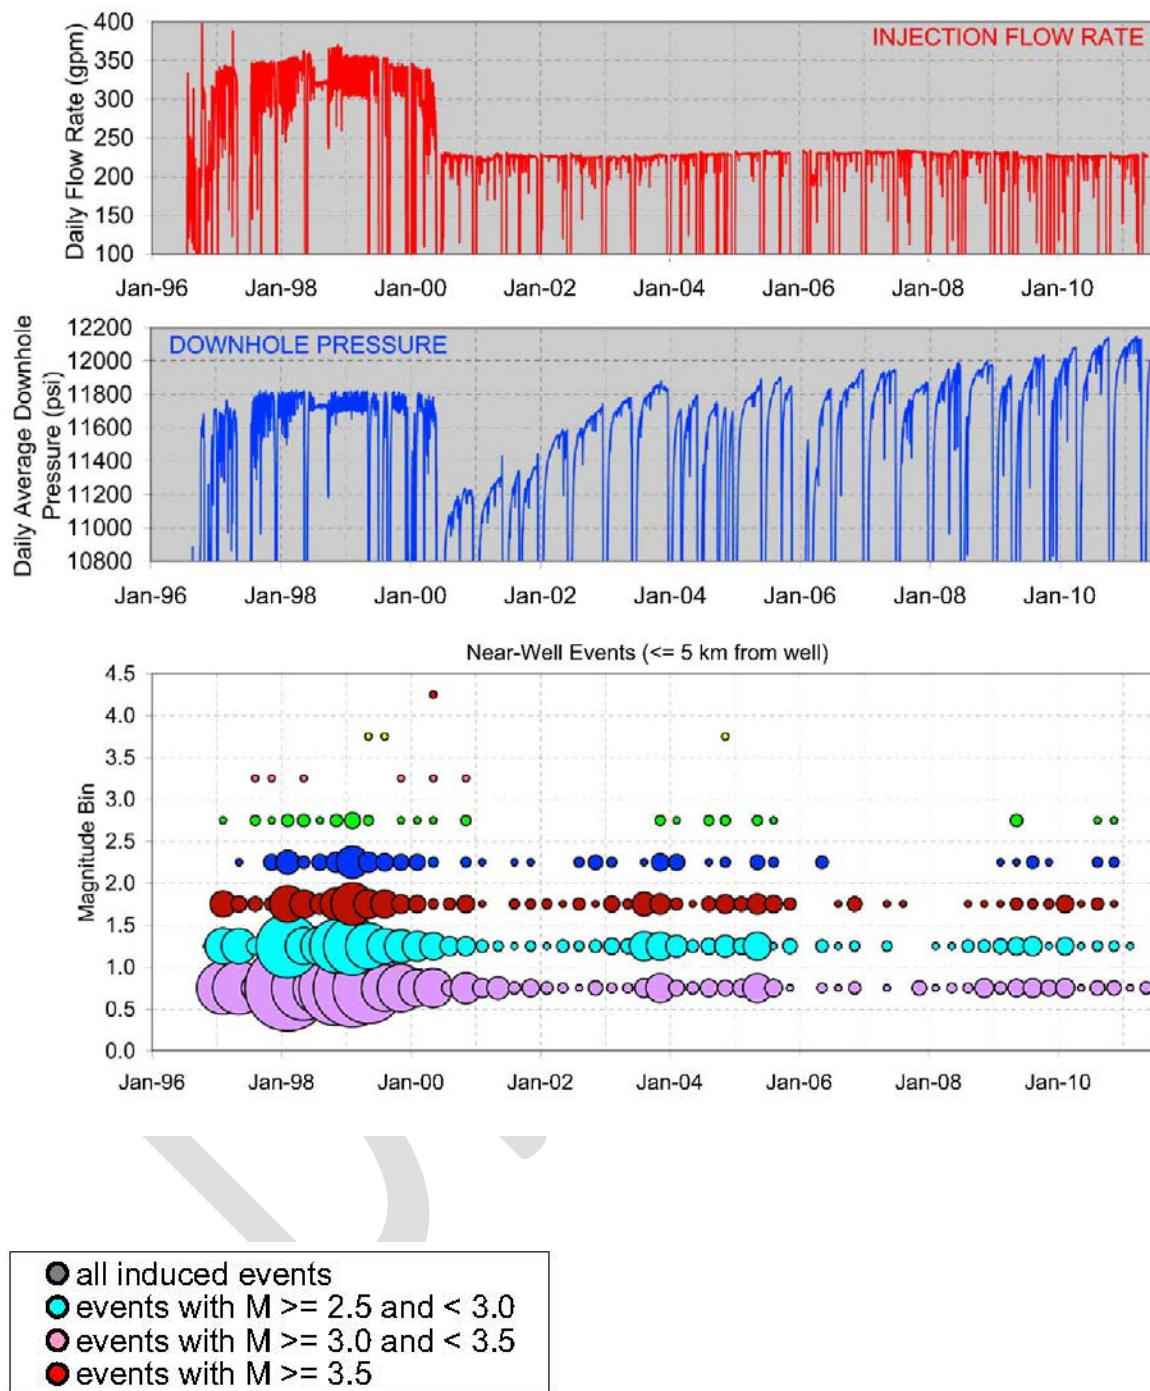 INJECTION FLOW RATE
Daily Flow Rate (gpm)
400
350
300
250
200
150
100
Jan-96 Jan-98 Jan-00 Jan-02 Jan-04 Jan-06 Jan-08 Jan-10
DOWNHOLE PRESSURE
Daily Average Downhole
Pressure (psi)
12200
12000
11800
11600
11400
11200
11000
10800
Jan-96 Jan-98 Jan-00 Jan-02 Jan-04 Jan-06 Jan-08 Jan-10
Near-Well Events (<= 5 km from well)
Magnitude Bin
4.5
4.0
3.5
3.0
2.5
2.0
1.5
1.0
0.5
0.0
Jan-96 Jan-98 Jan-00 Jan-02 Jan-04 Jan-06 Jan-08 Jan-10
all induced events
events with M >= 2.5 and < 3.0
events with M >= 3.0 and < 3.5
events with M >= 3.5